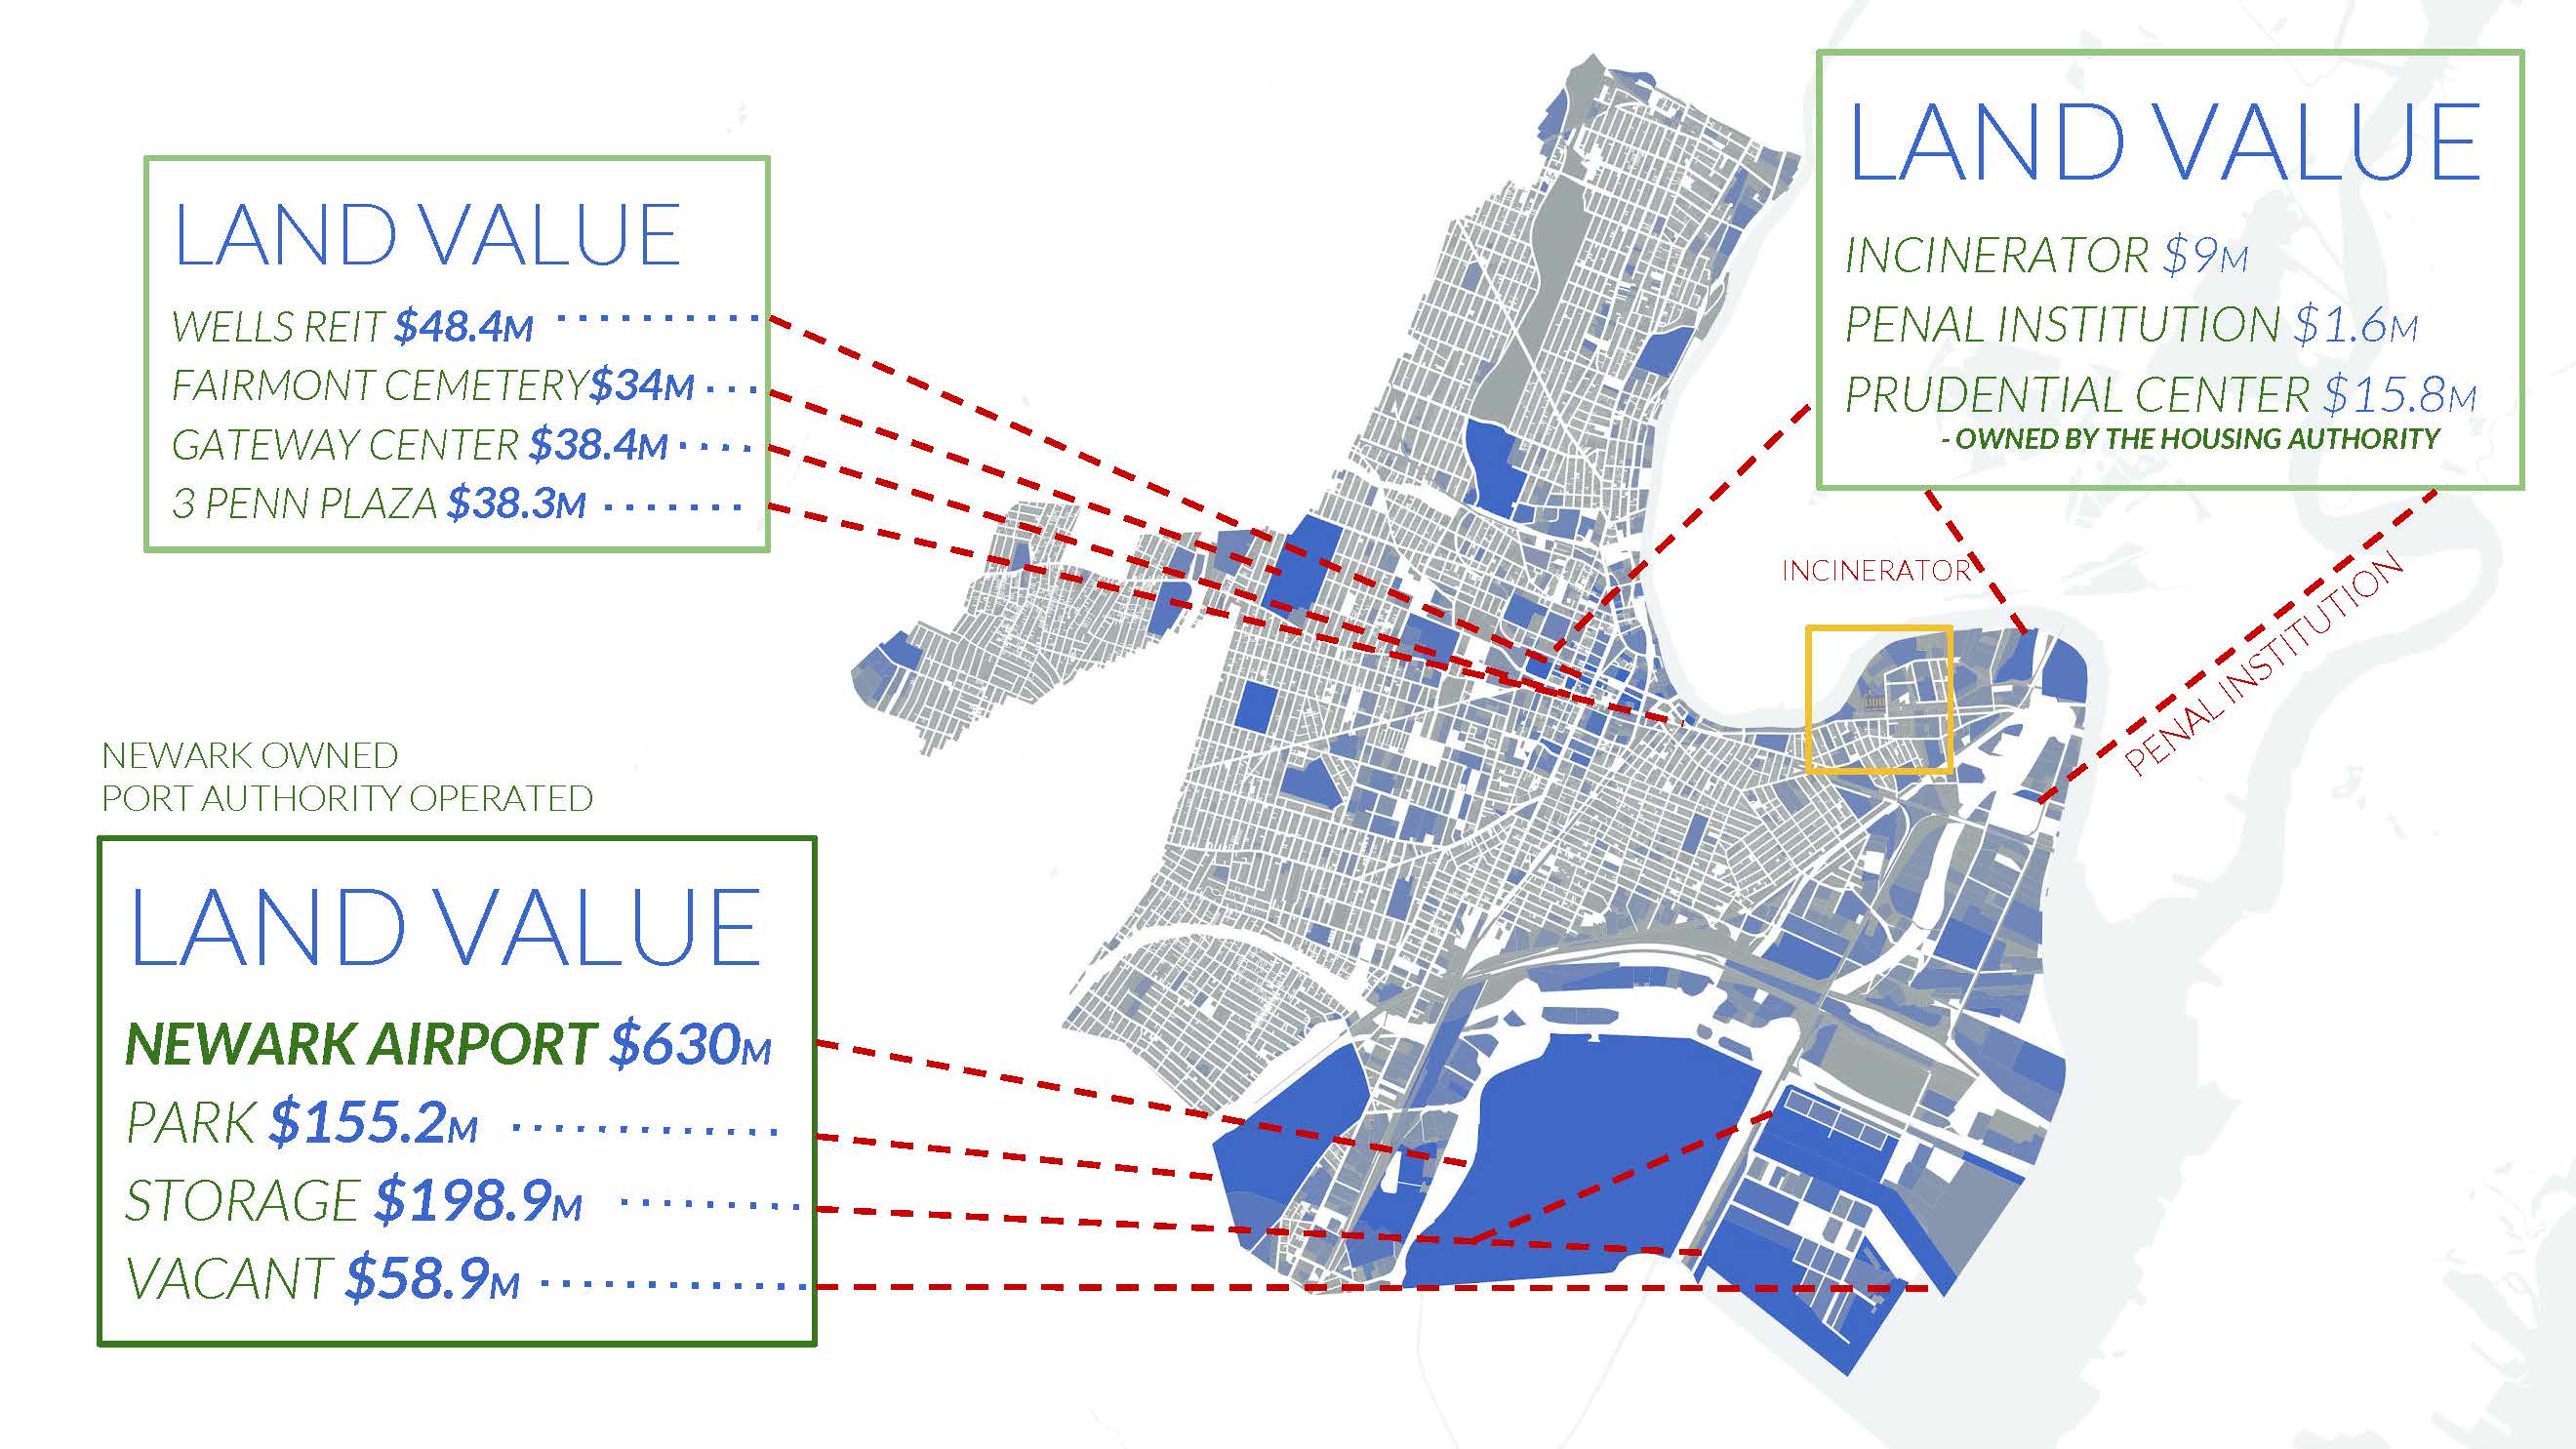 LAND VALUE
WELLS REIT $48.4M
FAIRMONT CEMETERY$34M
GATEWAY CENTER $38.4M
3 PENN PLAZA $38.3M
LAND VALUE
INCINERATOR $9M
PENAL INSTITUTION $1.6M
PRUDENTIAL CENTER $15.8M
- OWNED BY THE HOUSING AUTHORITY
INCINERATOR
PENAL INSTITUTION
NEWARK OWNED
PORT AUTHORITY OPERATED
LAND VALUE
NEWARK AIRPORT $630M
PARK $155.2M
STORAGE $198.9M
VACANT $58.9M